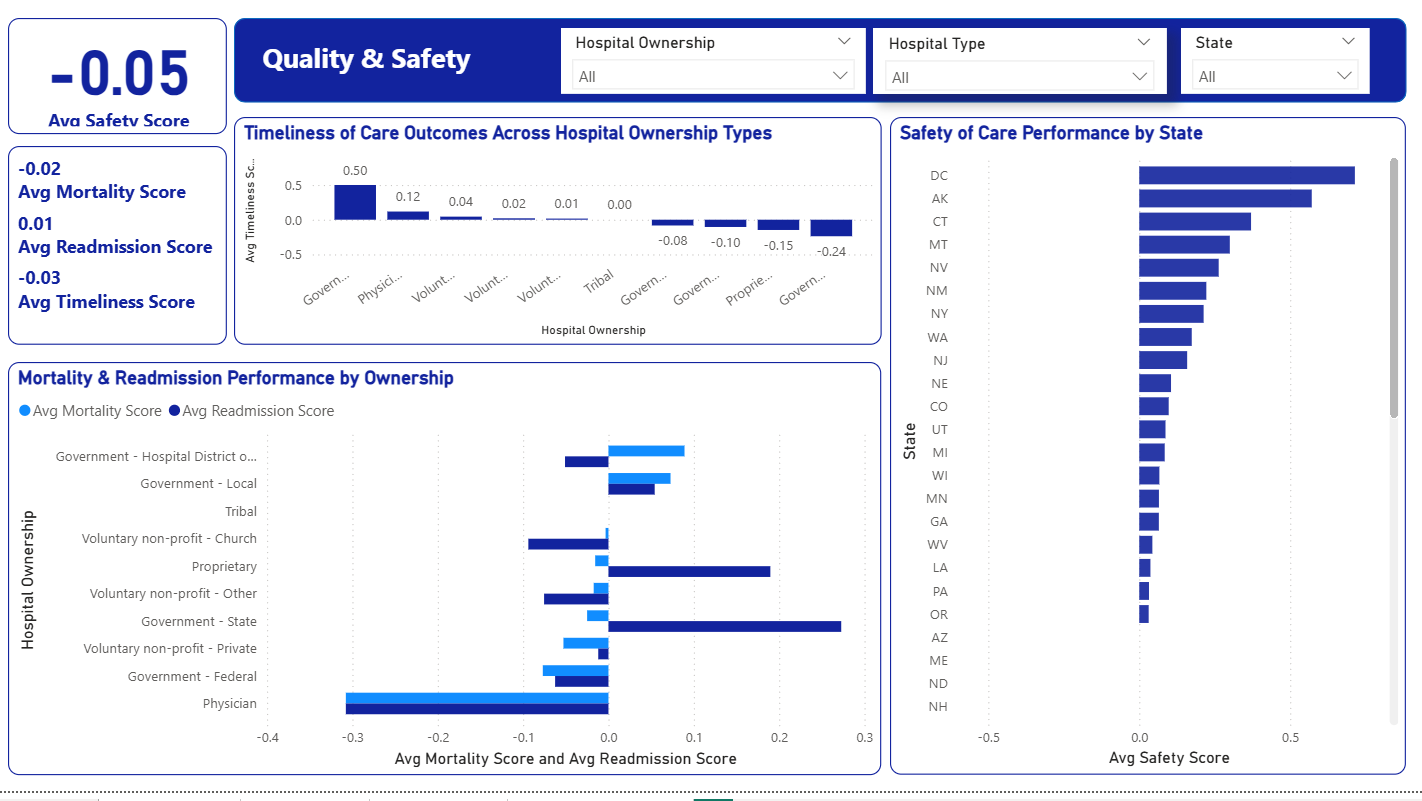 -0.05
Avg Safety Score
Quality & Safety
Hospital Ownership
All
Hospital Type
All
State
All
-0.02
Avg Mortality Score
0.01
Avg Readmission Score
-0.03
Avg Timeliness Score
Timeliness of Care Outcomes Across Hospital Ownership Types
Avg Timeliness Sc...
0.5
0.0
-0.5
0.50
0.12
0.04
0.02
0.01
0.00
-0.08
-0.10
-0.15
-0.24
Govern...
Physici...
Volunt...
Volunt...
Volunt...
Tribal
Govern...
Govern...
Proprie...
Govern...
Hospital Ownership
Mortality & Readmission Performance by Ownership
Avg Mortality Score
Avg Readmission Score
Hospital Ownership
Government - Hospital District o...
Government - Local
Tribal
Voluntary non-profit - Church
Proprietary
Voluntary non-profit - Other
Government - State
Voluntary non-profit - Private
Government - Federal
Physician
-0.4
-0.3
-0.2
-0.1
0.0
0.1
0.2
0.3
Avg Mortality Score and Avg Readmission Score
Safety of Care Performance by State
State
DC
AK
CT
MT
NV
NM
NY
WA
NJ
NE
CO
UT
MI
WI
MN
GA
WV
LA
PA
OR
AZ
ME
ND
NH
-0.5
0.0
0.5
Avg Safety Score